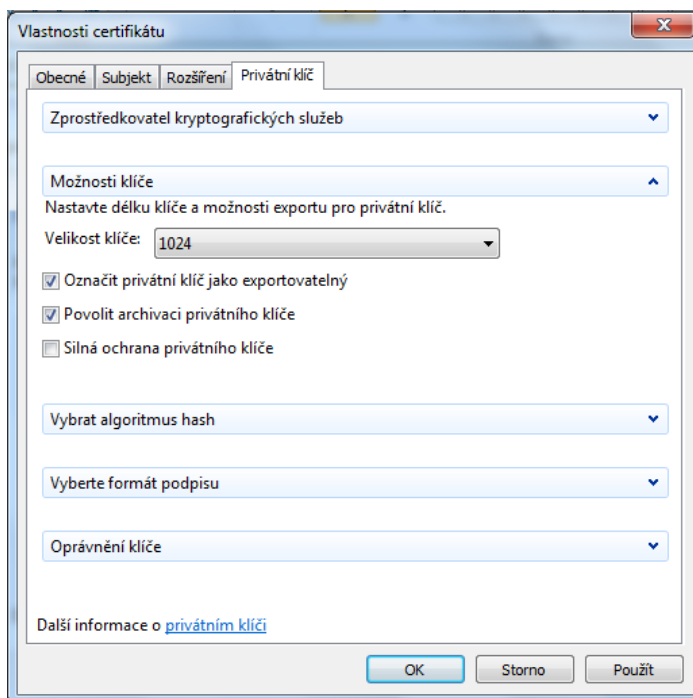 Vlastnosti certifikátu
Obecné Subjekt Rozšíření Privátní klíč
Zprostředkovatel kryptografických služeb
Možnosti klíče
Nastavte délku klíče a možnosti exportu pro privátní klíč.
Velikost klíče: 1024
Označit privátní klíč jako exportovatelný
Povolit archivaci privátního klíče
Silná ochrana privátního klíče
Vybrat algoritmus hash
Vyberte formát podpisu
Oprávnění klíče
Další informace o privátním klíči
OK Storno Použít